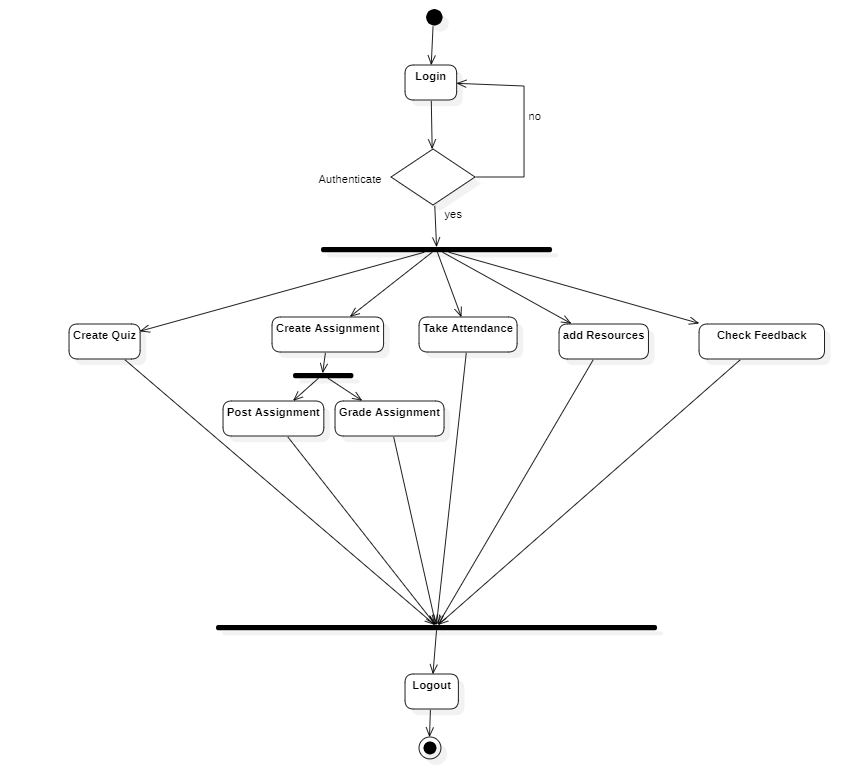 Login
no
Authenticate
yes
Create Quiz
Create Assignment
Take Attendance
add Resources
Check Feedback
Post Assignment
Grade Assignment
Logout